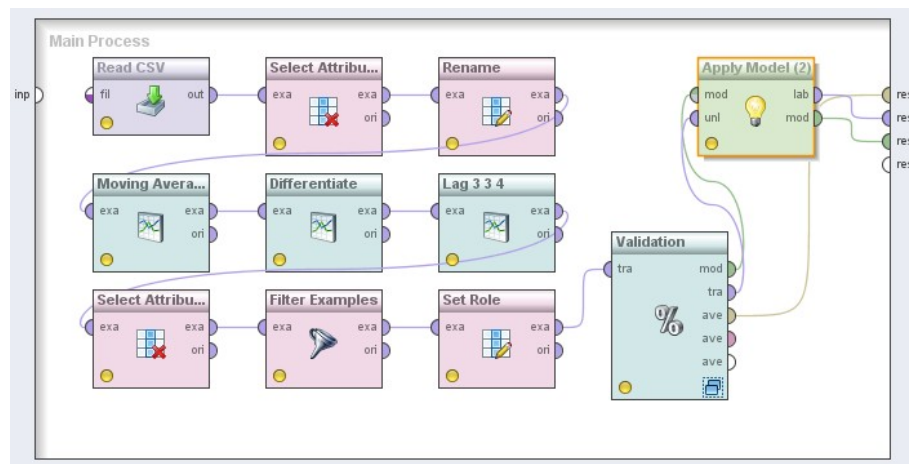 Main Process
Read CSV
Select Attribu...
Rename
Apply Model (2)
inp
fil
out
exa
exa
ori
exa
exa
ori
mod
lab
unl
mod
res
res
res
res
Moving Avera...
Differentiate
Lag 3 3 4
exa
exa
ori
exa
exa
ori
exa
exa
ori
Validation
tra
mod
tra
ave
ave
ave
%
Select Attribu...
Filter Examples
Set Role
exa
exa
ori
exa
exa
ori
exa
exa
ori